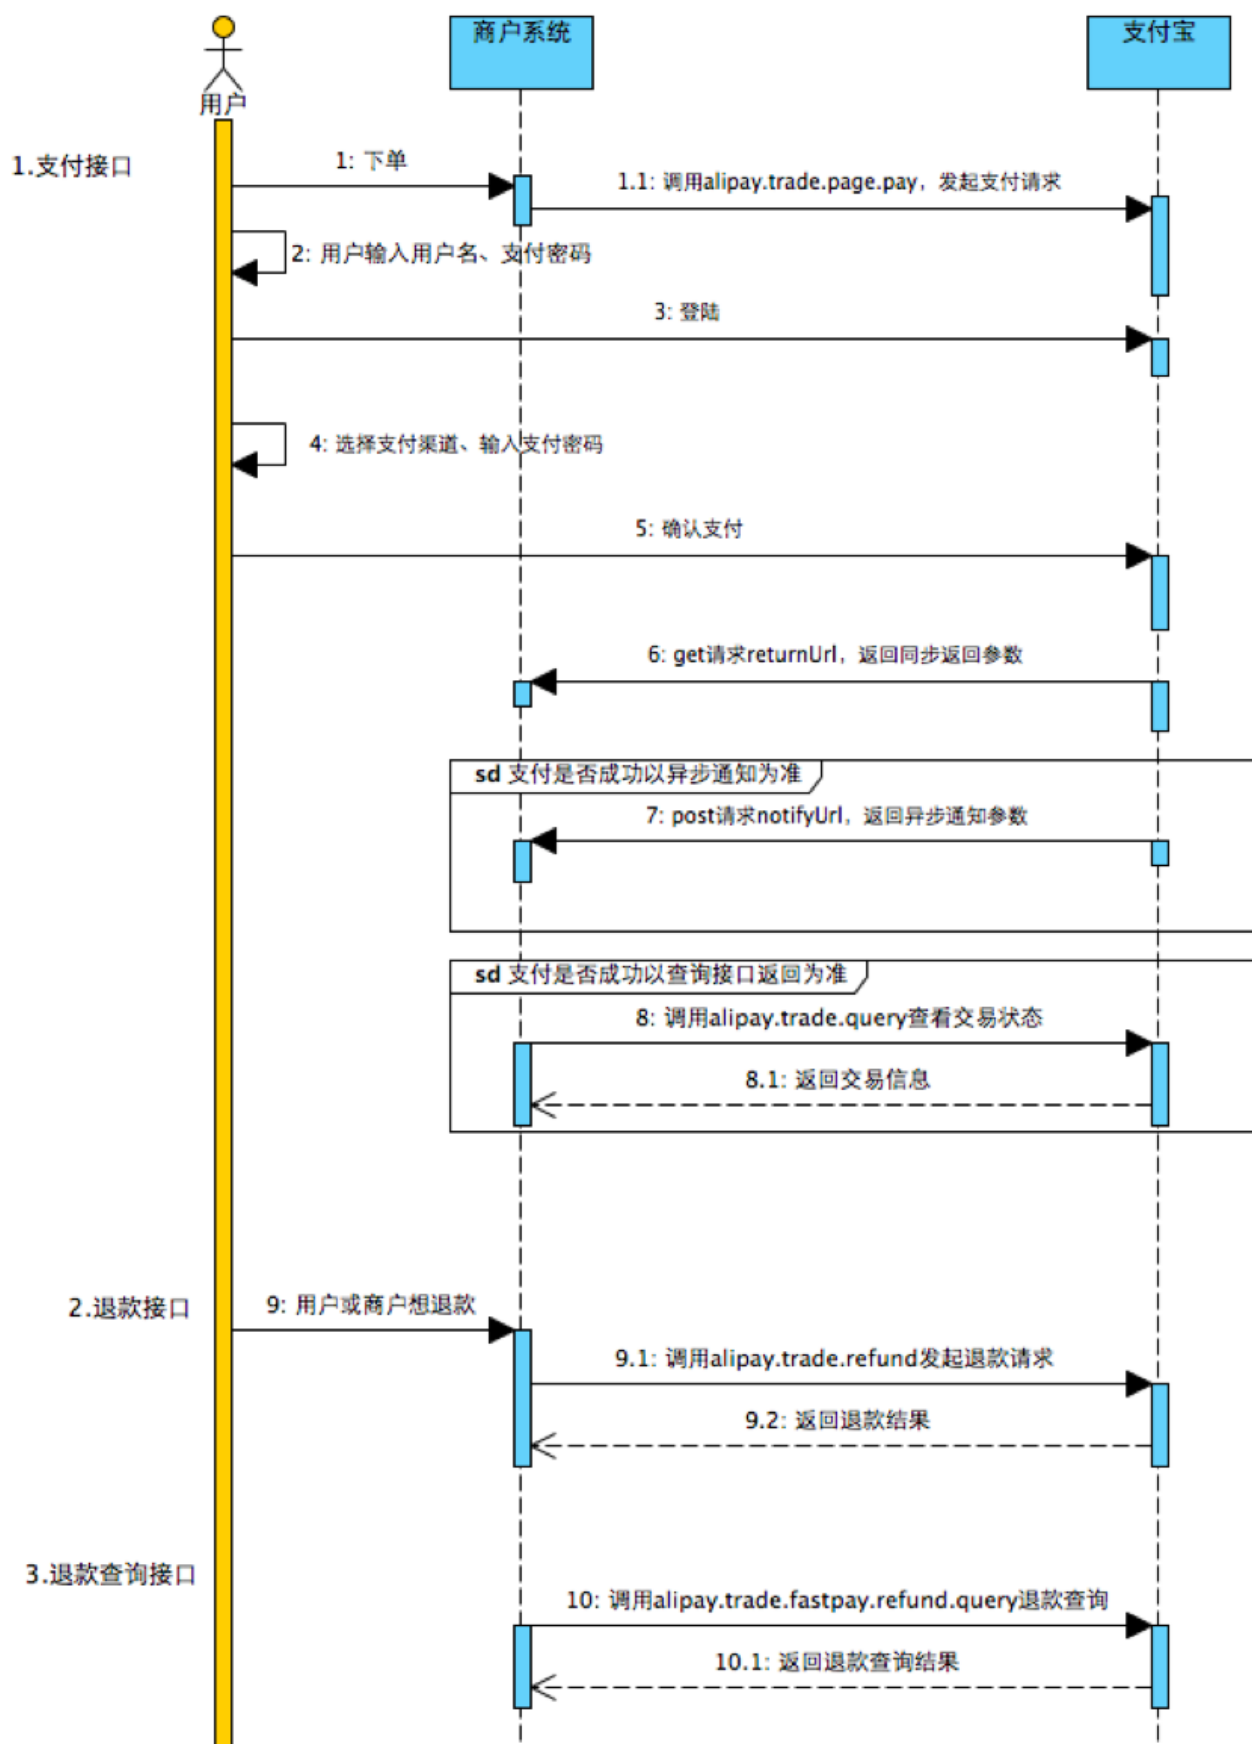 商户系统
支付宝
用户
1.支付接口
1: 下单
1.1: 调用alipay.trade.page.pay，发起支付请求
2: 用户输入用户名、支付密码
3: 登陆
4: 选择支付渠道、输入支付密码
5: 确认支付
6: get请求returnUrl，返回同步返回参数
sd 支付是否成功以异步通知为准
7: post请求notifyUrl，返回异步通知参数
sd 支付是否成功以查询接口返回为准
8: 调用alipay.trade.query查看交易状态
8.1: 返回交易信息
2.退款接口
9: 用户或商户想退款
9.1: 调用alipay.trade.refund发起退款请求
9.2: 返回退款结果
3.退款查询接口
10: 调用alipay.trade.fastpay.refund.query退款查询
10.1: 返回退款查询结果